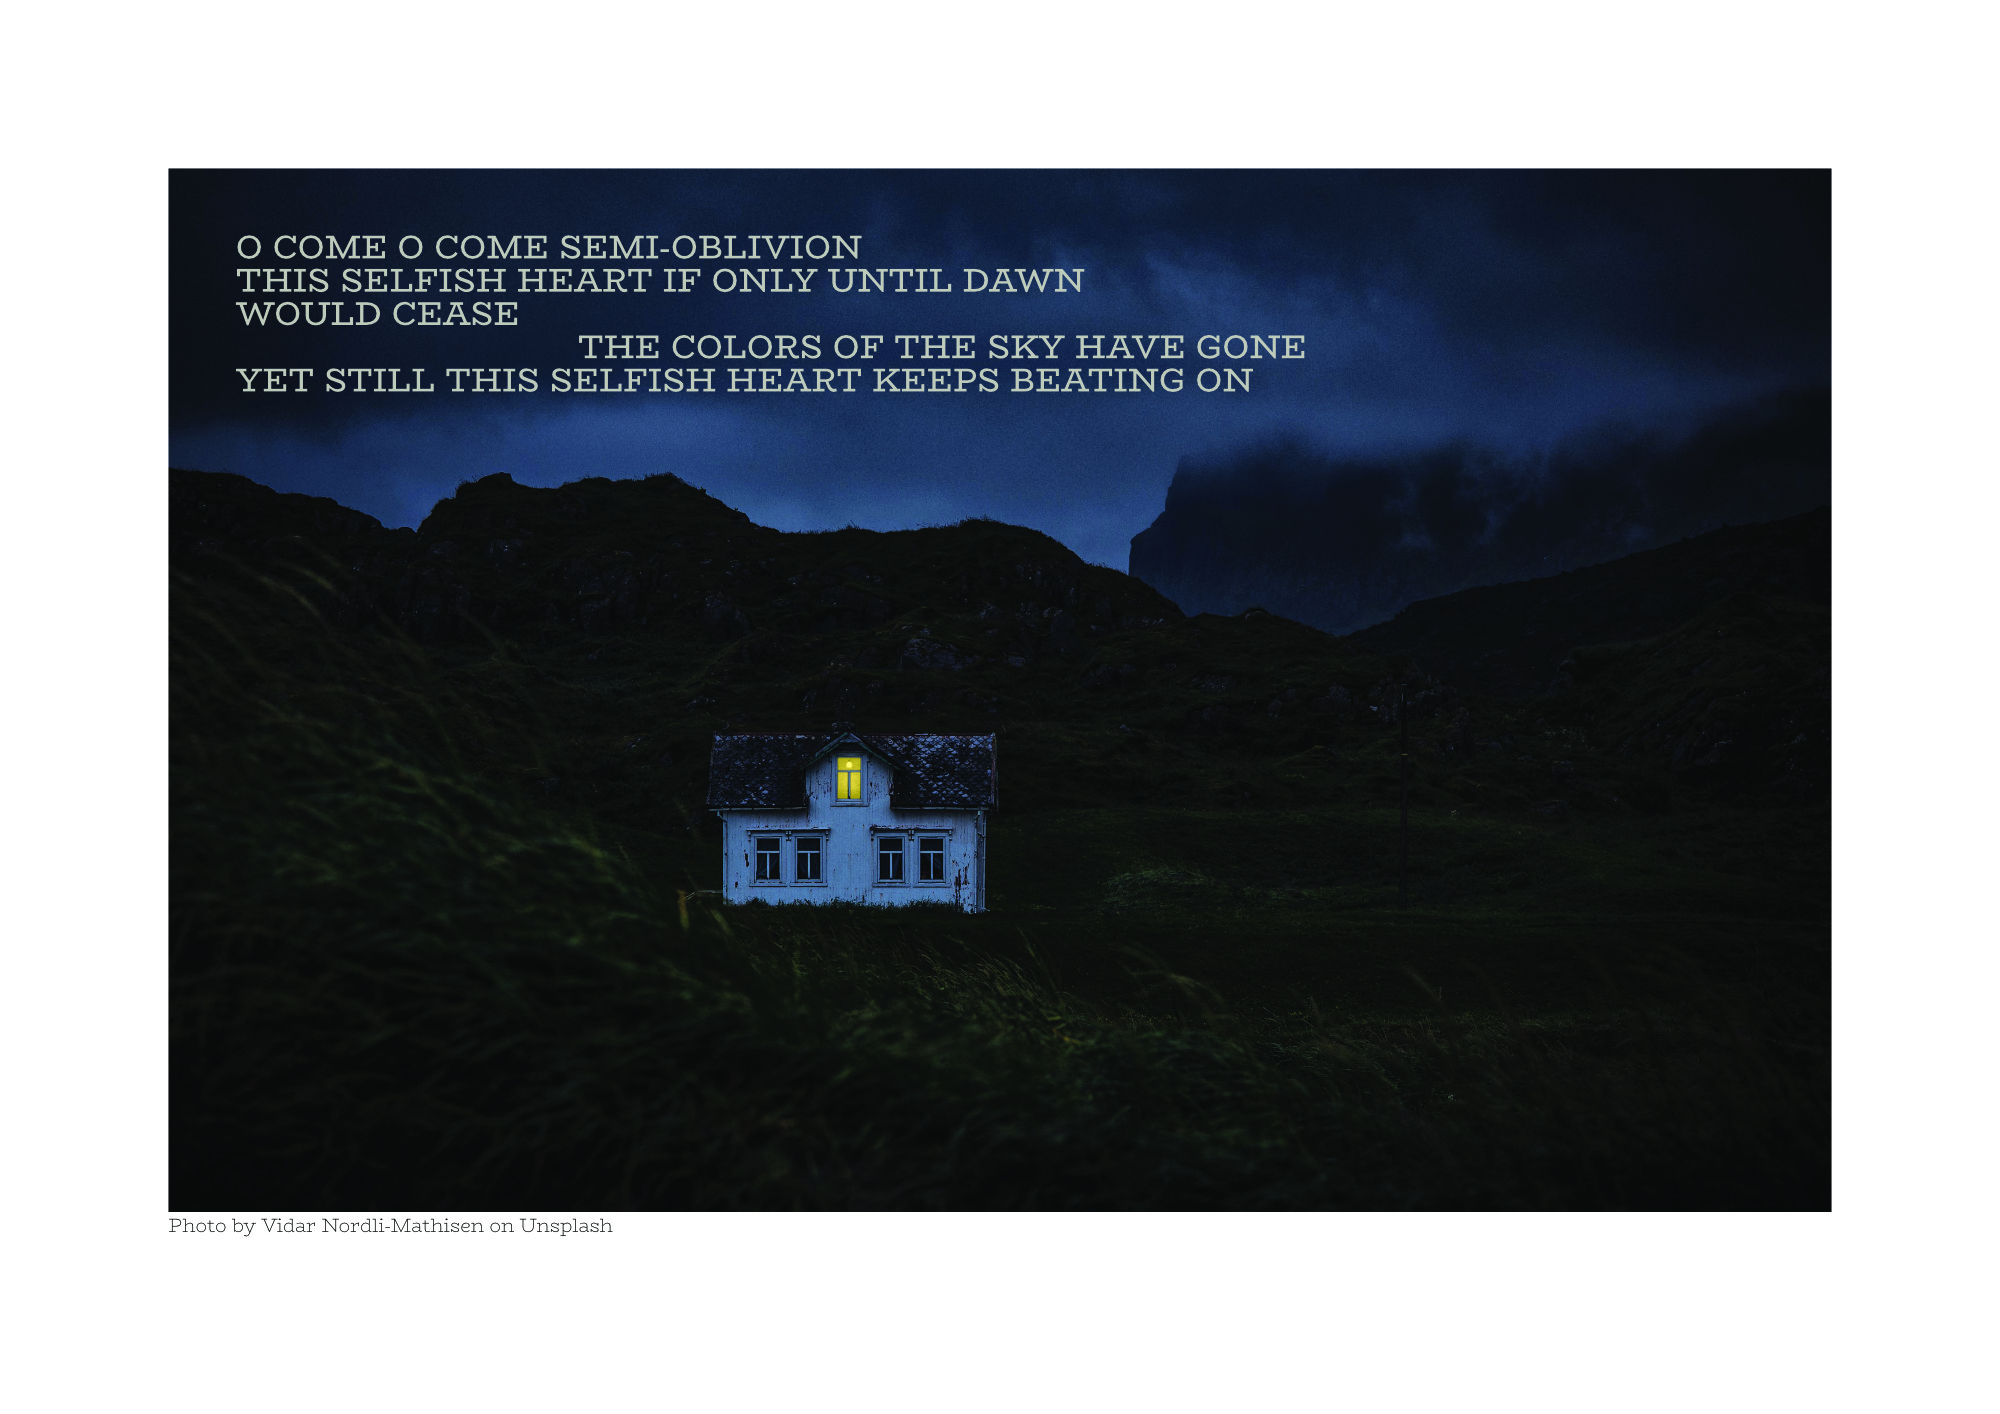 O COME O COME SEMI-OBLIVION
THIS SELFISH HEART IF ONLY UNTIL DAWN
WOULD CEASE
THE COLORS OF THE SKY HAVE GONE
YET STILL THIS SELFISH HEART KEEPS BEATING ON
Photo by Vidar Nordli-Mathisen on Unsplash